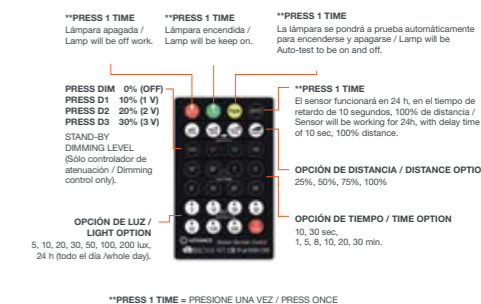 **PRESS 1 TIME
Lámpara apagada /
Lamp will be off work.
**PRESS 1 TIME
Lámpara encendida /
Lamp will be keep on.
**PRESS 1 TIME
La lámpara se pondrá a prueba automáticamente
para encenderse y apagarse / Lamp will be
Auto-test to be on and off.
PRESS DIM 0% (OFF)
PRESS D1 10% (1 V)
PRESS D2 20% (2 V)
PRESS D3 30% (3 V)
STAND-BY
DIMMING LEVEL
(Sólo controlador de
atenuación / Dimming
control only).
**PRESS 1 TIME
El sensor funcionará en 24 h, en el tiempo de
retardo de 10 segundos, 100% de distancia /
Sensor will be working for 24h, with delay time
of 10 sec, 100% distance.
OPCIÓN DE DISTANCIA / DISTANCE OPTIO
25%, 50%, 75%, 100%
OPCIÓN DE LUZ /
LIGHT OPTION
5, 10, 20, 30, 50, 100, 200 lux,
24 h (todo el día /whole day).
OPCIÓN DE TIEMPO / TIME OPTION
10, 30 sec,
1, 5, 8, 10, 20, 30 min.
Sensor Remote Control
**PRESS 1 TIME = PRESIONE UNA VEZ / PRESS ONCE